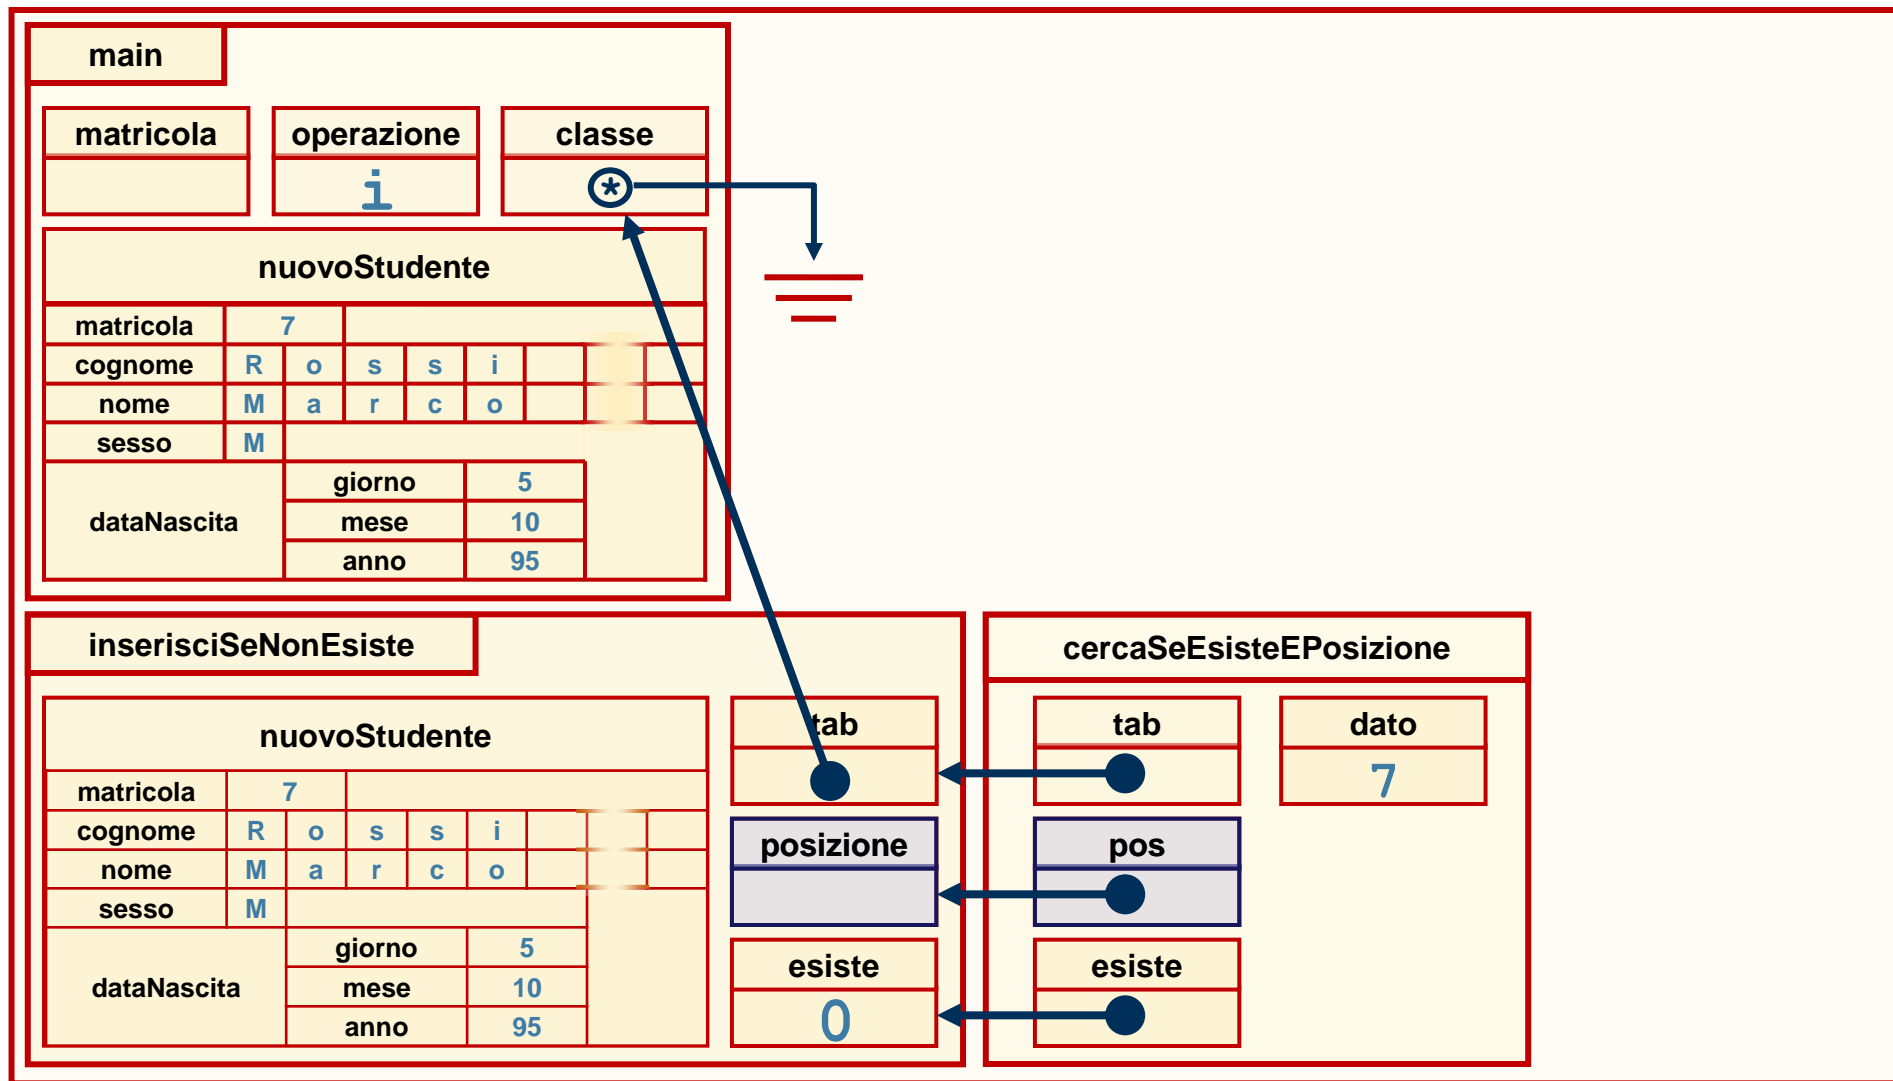 main
matricola operazione classe
i *
nuovoStudente
matricola 7
cognome R o s s i
nome M a r c o
sesso M
dataNascita
giorno 5
mese 10
anno 95
inserisciSeNonEsiste
nuovoStudente
matricola 7
cognome R o s s i
nome M a r c o
sesso M
dataNascita
giorno 5
mese 10
anno 95
tab
posizione
esiste
0
cercaSeEsisteEPosizione
tab dato
7
pos
esiste